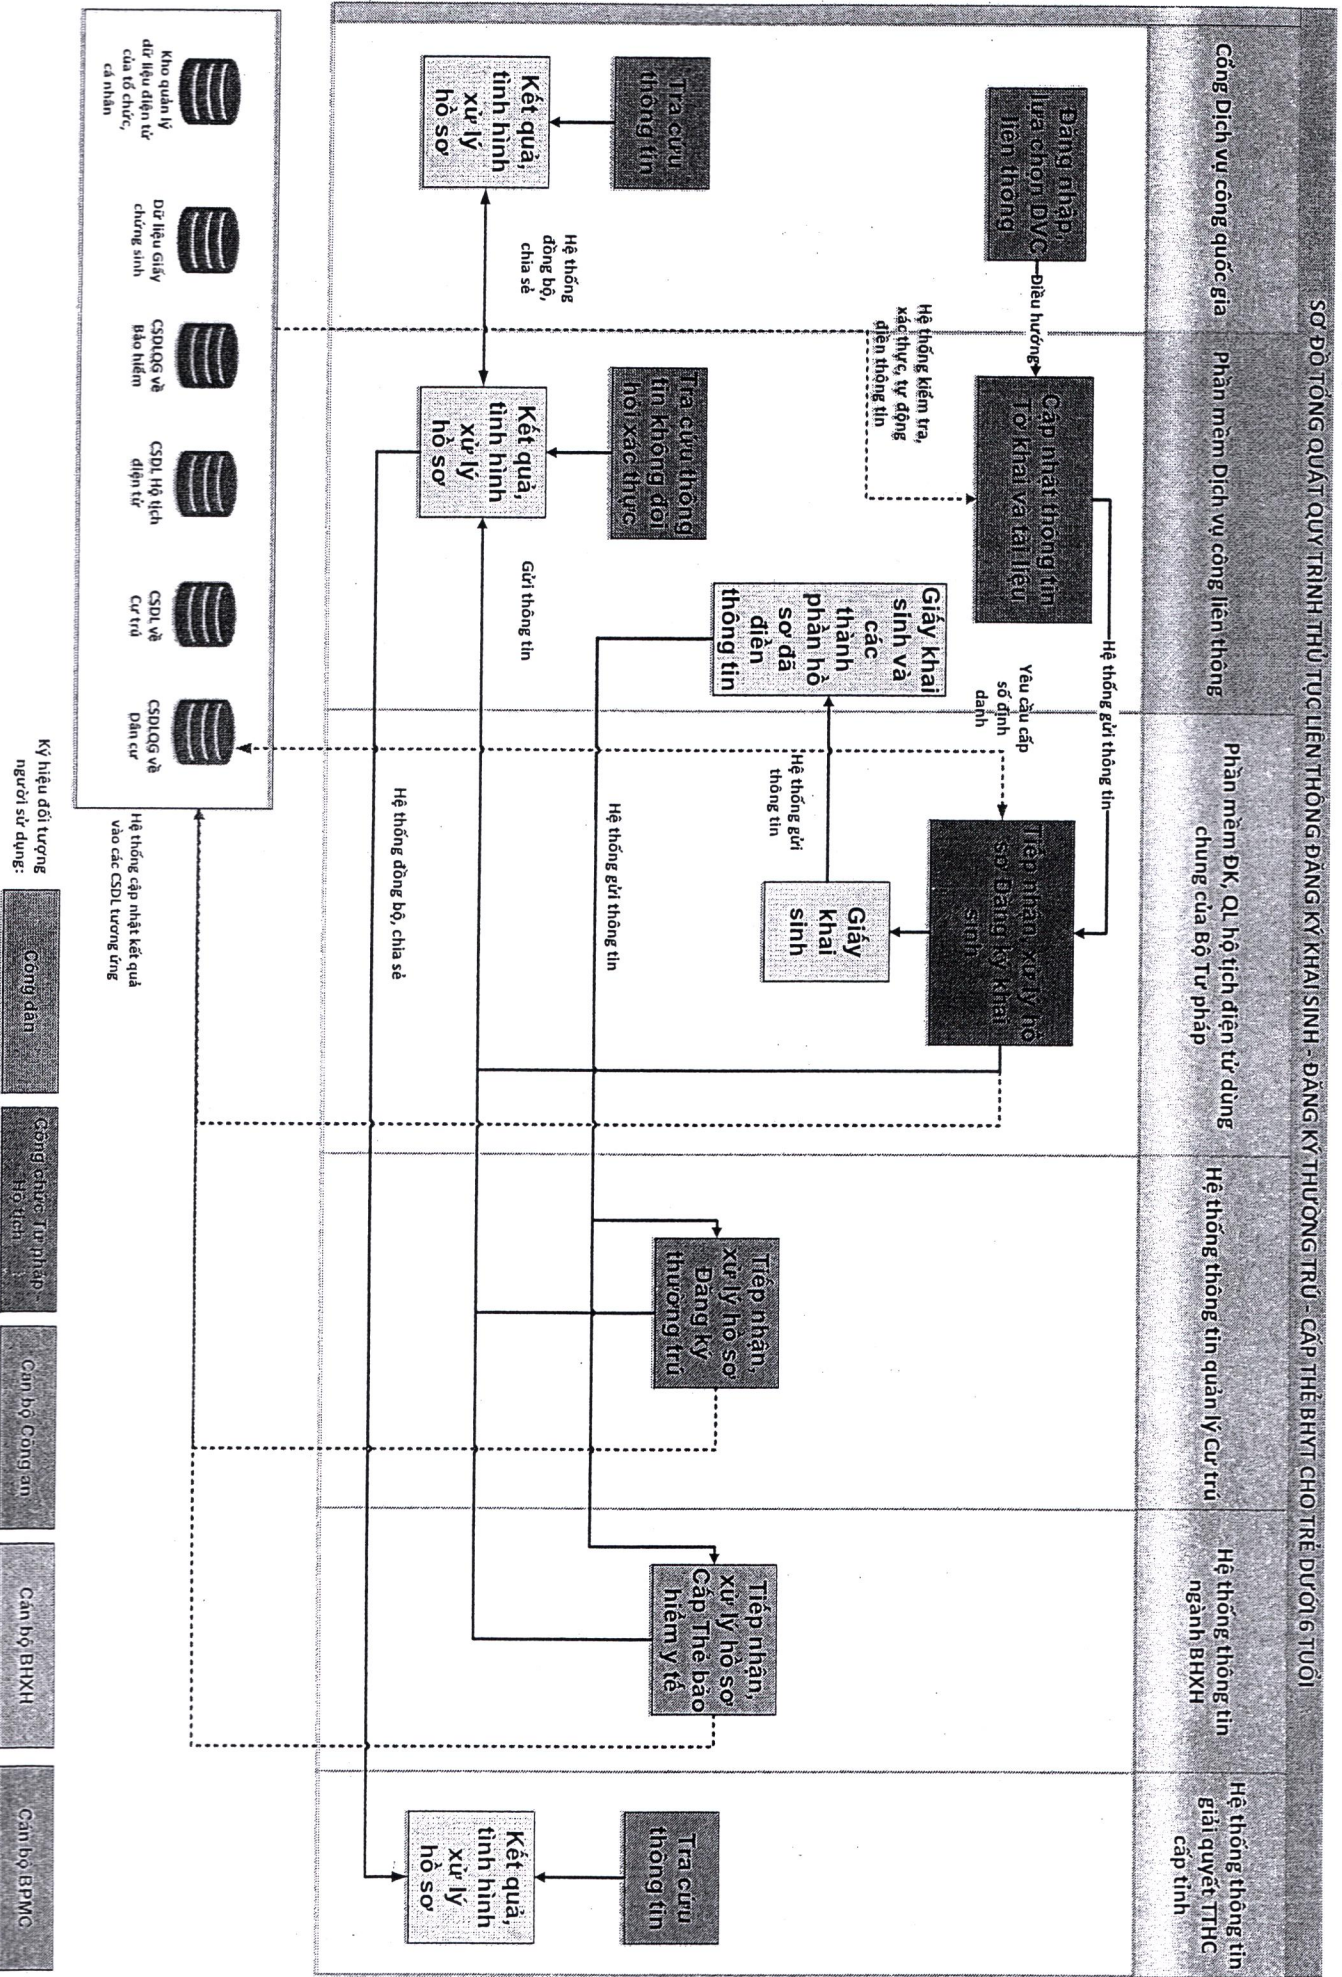 SƠ ĐỒ TỔNG QUÁT QUY TRÌNH THỦ TỤC LIÊN THÔNG ĐĂNG KÝ KHAI SINH - ĐĂNG KÝ THƯỜNG TRÚ - CẤP THẺ BHYT CHO TRẺ DƯỚI 6 TUỔI
Cổng Dịch vụ công quốc gia
Phần mềm Dịch vụ công liên thông
Phần mềm ĐK, QL hộ tịch điện tử dùng
chung của Bộ Tư pháp
Hệ thống thông tin quản lý Cư trú
Hệ thống thông tin
ngành BHXH
Hệ thống thông tin
giải quyết TTHC
cấp tỉnh
Đăng nhập,
lựa chọn DVC
liên thông
Điều hướng
Cập nhật thông tin
Tờ khai và tài liệu
Hệ thống gửi thông tin
Tiếp nhận, xử lý hồ
sơ Đăng ký khai
sinh
Hệ thống kiểm tra,
xác thực, tự động
điền thông tin
Yêu cầu cấp
số định
danh
Giấy khai
sinh và
các
thành
phần hồ
sơ đã
điền
thông tin
Hệ thống gửi
thông tin
Giấy
khai
sinh
Tiếp nhận,
xử lý hồ sơ
Đăng ký
thường trú
Tiếp nhận,
xử lý hồ sơ
Cấp Thẻ bảo
hiểm y tế
Tra cứu
thông tin
Tra cứu thông
tin không đòi
hỏi xác thực
Tra cứu
thông tin
Hệ thống gửi thông tin
Kết quả,
tình hình
xử lý
hồ sơ
Hệ thống
đồng bộ,
chia sẻ
Kết quả,
tình hình
xử lý
hồ sơ
Gửi thông tin
Kết quả,
tình hình
xử lý
hồ sơ
Hệ thống đồng bộ, chia sẻ
Kho quản lý
dữ liệu điện tử
của tổ chức,
cá nhân
Dữ liệu Giấy
chứng sinh
CSDLQG về
Bảo hiểm
CSDL Hộ tịch
điện tử
CSDL về
Cư trú
CSDLQG về
Dân cư
Hệ thống cập nhật kết quả
vào các CSDL tương ứng
Ký hiệu đối tượng
người sử dụng:
Công dân
Công chức Tư pháp -
Hộ tịch
Cán bộ Công an
Cán bộ BHXH
Cán bộ BPMC